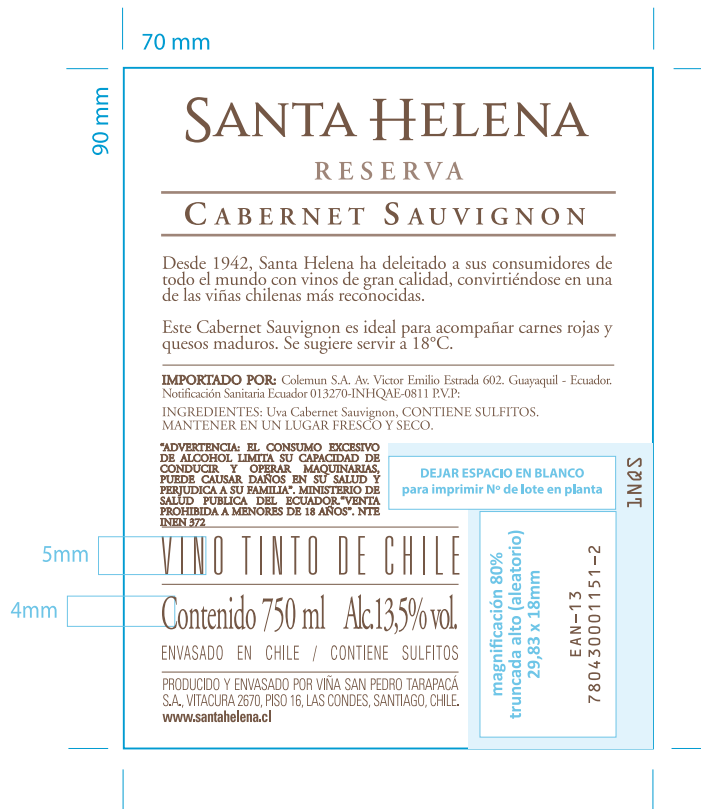 70 mm
90 mm
SANTA HELENA
RESERVA
CABERNET SAUVIGNON
Desde 1942, Santa Helena ha deleitado a sus consumidores de
todo el mundo con vinos de gran calidad, convirtiéndose en una
de las viñas chilenas más reconocidas.
Este Cabernet Sauvignon es ideal para acompañar carnes rojas y
quesos maduros. Se sugiere servir a 18°C.
IMPORTADO POR: Colemun S.A. Av. Victor Emilio Estrada 602. Guayaquil - Ecuador.
Notificación Sanitaria Ecuador 013270-INHQAE-0811 P.V.P:
INGREDIENTES: Uva Cabernet Sauvignon, CONTIENE SULFITOS.
MANTENER EN UN LUGAR FRESCO Y SECO.
"ADVERTENCIA: EL CONSUMO EXCESIVO
DE ALCOHOL LIMITA SU CAPACIDAD DE
CONDUCIR Y OPERAR MAQUINARIAS,
PUEDE CAUSAR DAÑOS EN SU SALUD Y
PERJUDICA A SU FAMILIA". MINISTERIO DE
SALUD PUBLICA DEL ECUADOR."VENTA
PROHIBIDA A MENORES DE 18 AÑOS". NTE
INEN 372
DEJAR ESPACIO EN BLANCO
para imprimir Nº de lote en planta
2QN1
5mm
VINO TINTO DE CHILE
4mm
Contenido 750 ml Alc.13,5% vol.
ENVASADO EN CHILE / CONTIENE SULFITOS
PRODUCIDO Y ENVASADO POR VIÑA SAN PEDRO TARAPACÁ
S.A., VITACURA 2670, PISO 16, LAS CONDES, SANTIAGO, CHILE.
www.santahelena.cl
magnificación 80%
truncada alto (aleatorio)
29,83 x 18mm
EAN-13
780430001151-2